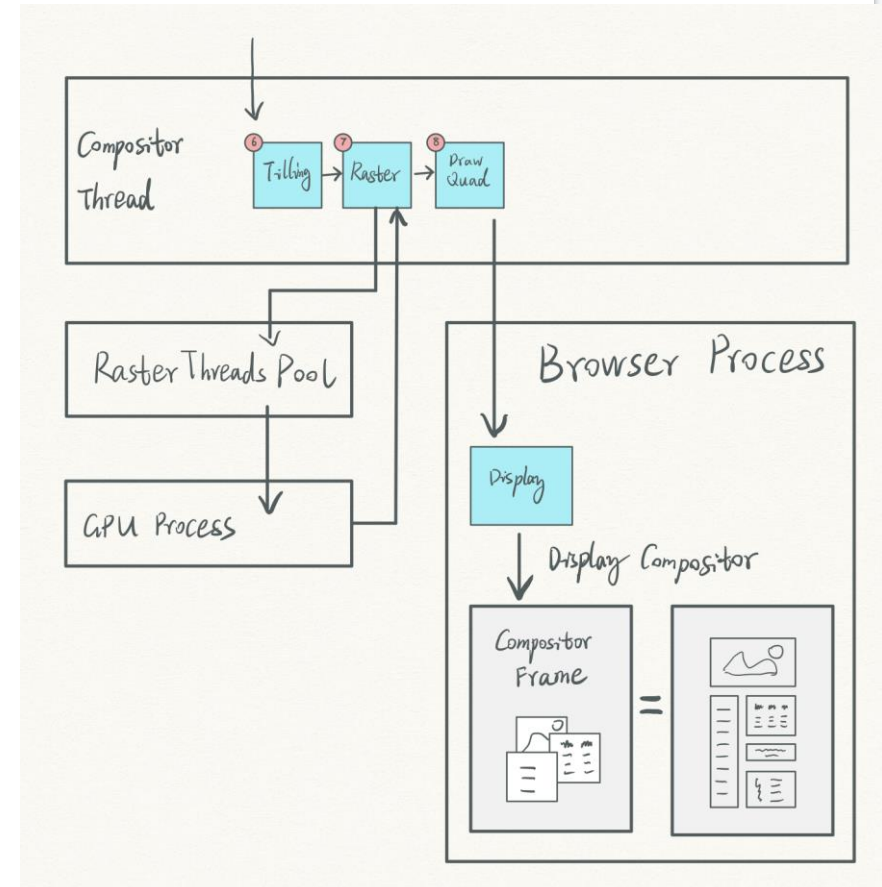 Compositor
Thread
6
Tilling
7
Raster
8
Draw
Quad
Raster Threads Pool
GPU Process
Browser Process
Display
Display Compositor
Compositor
Frame
=